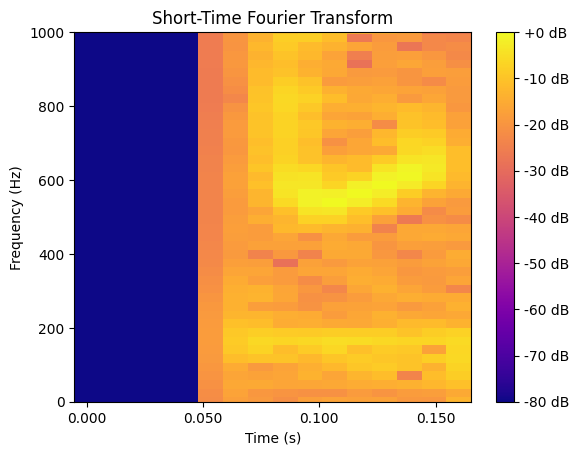 Short-Time Fourier Transform
1000
800
600
400
200
0
Frequency (Hz)
0.000
0.050
0.100
0.150
Time (s)
+0 dB
-10 dB
-20 dB
-30 dB
-40 dB
-50 dB
-60 dB
-70 dB
-80 dB